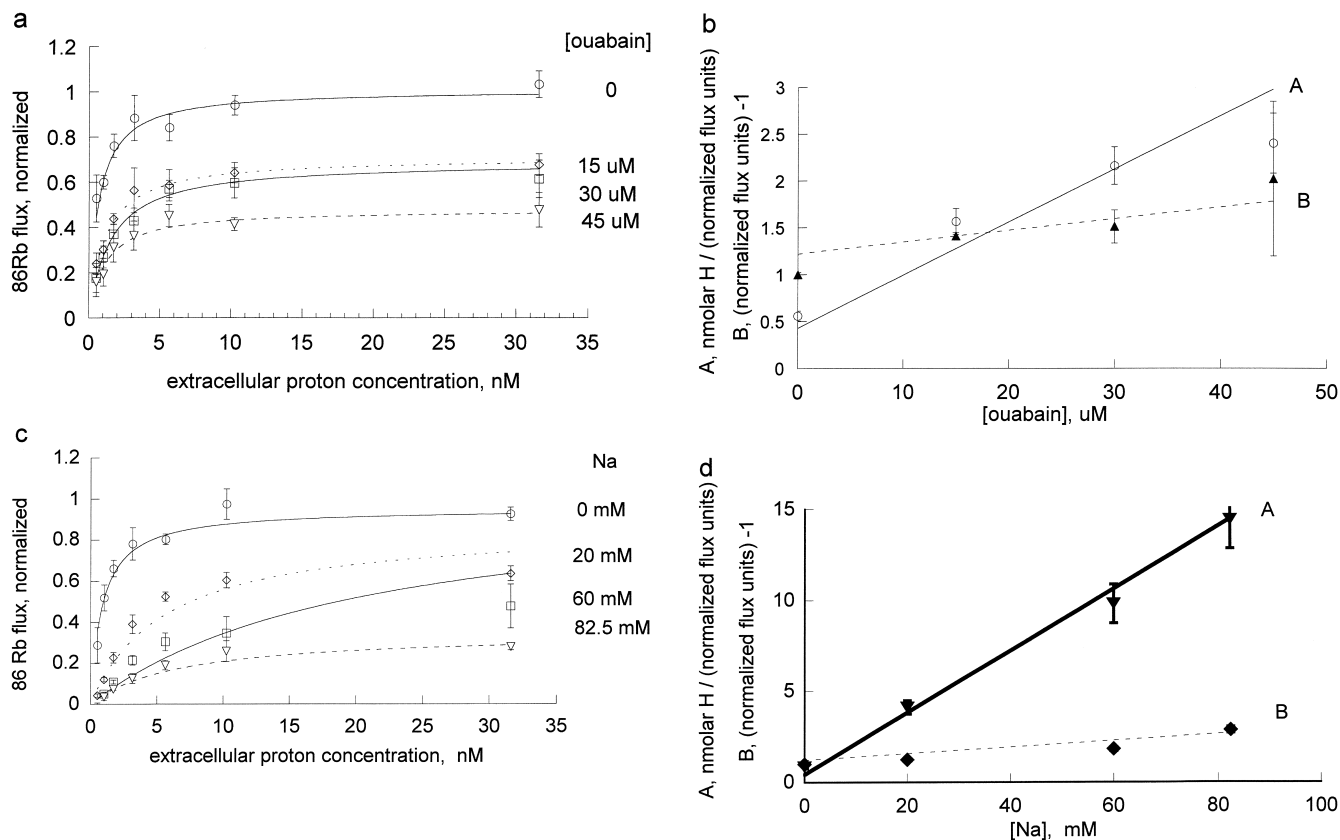 a
[ouabain]
86Rb flux, normalized
1.2
1
0.8
0.6
0.4
0.2
0
0
15 uM
30 uM
45 uM
0 5 10 15 20 25 30 35
extracellular proton concentration, nM
b
A, nmolar H / (normalized flux units)
B, (normalized flux units) -1
3
2.5
2
1.5
1
0.5
0
A
B
0 10 20 30 40 50
[ouabain], uM
c
Na
86 Rb flux, normalized
1.2
1
0.8
0.6
0.4
0.2
0
0 mM
20 mM
60 mM
82.5 mM
0 5 10 15 20 25 30 35
extracellular proton concentration, nM
d
A, nmolar H / (normalized flux units)
B, (normalized flux units) -1
15
10
5
0
A
B
0 20 40 60 80 100
[Na], mM